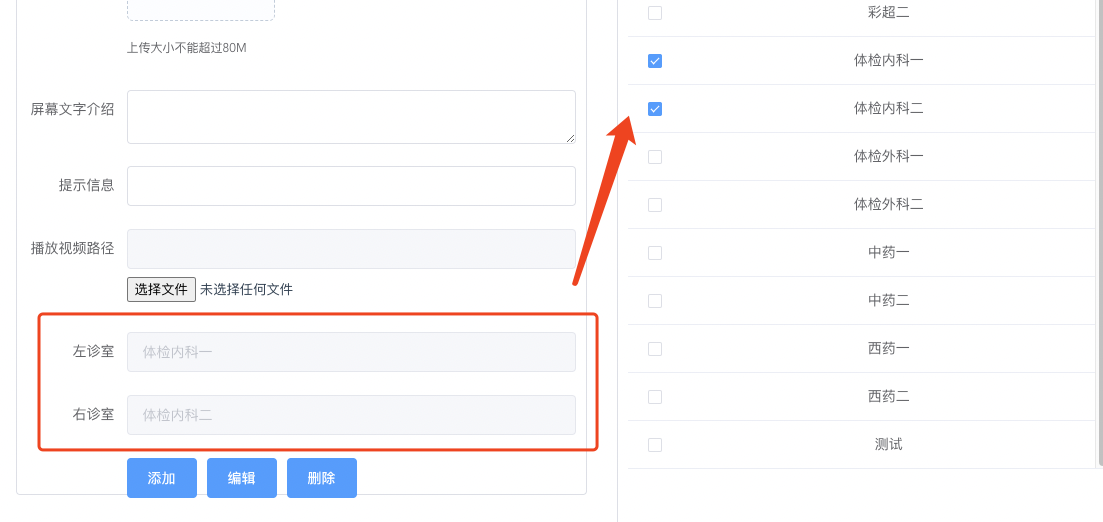 上传大小不能超过80M
屏幕文字介绍
提示信息
播放视频路径
选择文件 未选择任何文件
左诊室 体检内科一
右诊室 体检内科二
添加 编辑 删除
彩超二
体检内科一
体检内科二
体检外科一
体检外科二
中药一
中药二
西药一
西药二
测试